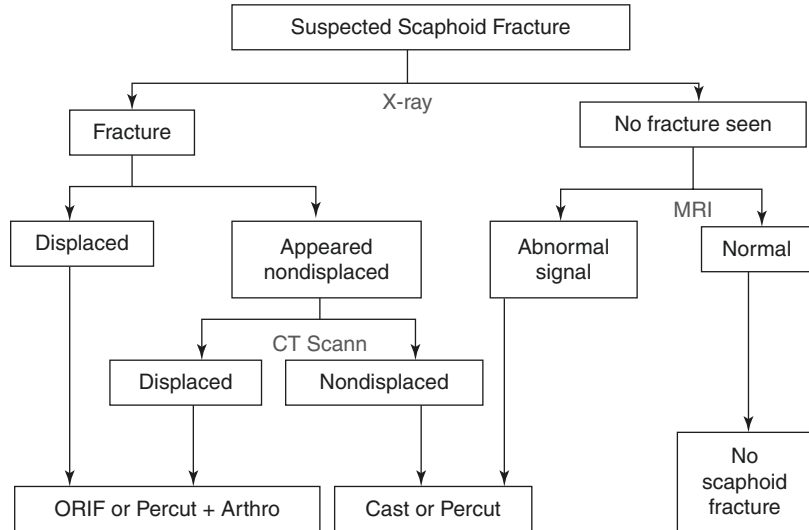 Suspected Scaphoid Fracture
X-ray
Fracture
No fracture seen
MRI
Displaced
Appeared
nondisplaced
Abnormal
signal
Normal
CT Scann
Displaced
Nondisplaced
ORIF or Percut + Arthro
Cast or Percut
No
scaphoid
fracture